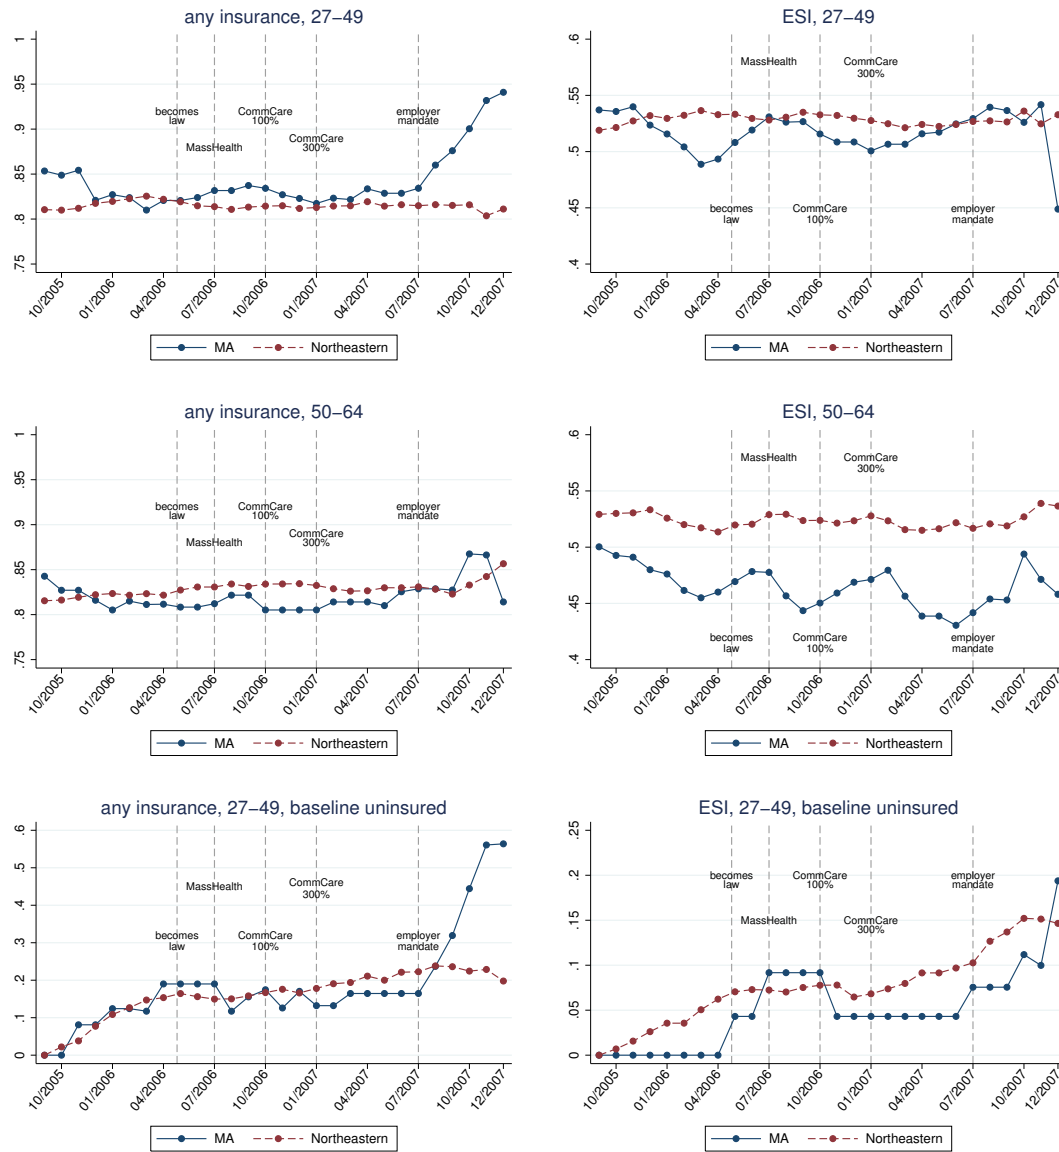 any insurance, 27−49
1
.95
.9
.85
.8
.75
becomes
law
MassHealth
CommCare
100%
CommCare
300%
employer
mandate
10/2005
01/2006
04/2006
07/2006
10/2006
01/2007
04/2007
07/2007
10/2007
12/2007
MA
Northeastern
ESI, 27−49
.6
.55
.5
.45
.4
MassHealth
CommCare
300%
becomes
law
CommCare
100%
employer
mandate
10/2005
01/2006
04/2006
07/2006
10/2006
01/2007
04/2007
07/2007
10/2007
12/2007
MA
Northeastern
any insurance, 50−64
1
.95
.9
.85
.8
.75
becomes
law
MassHealth
CommCare
100%
CommCare
300%
employer
mandate
10/2005
01/2006
04/2006
07/2006
10/2006
01/2007
04/2007
07/2007
10/2007
12/2007
MA
Northeastern
ESI, 50−64
.6
.55
.5
.45
.4
MassHealth
CommCare
300%
becomes
law
CommCare
100%
employer
mandate
10/2005
01/2006
04/2006
07/2006
10/2006
01/2007
04/2007
07/2007
10/2007
12/2007
MA
Northeastern
any insurance, 27−49, baseline uninsured
.6
.5
.4
.3
.2
.1
0
MassHealth
CommCare
300%
becomes
law
CommCare
100%
employer
mandate
10/2005
01/2006
04/2006
07/2006
10/2006
01/2007
04/2007
07/2007
10/2007
12/2007
MA
Northeastern
ESI, 27−49, baseline uninsured
.25
.2
.15
.1
.05
0
becomes
law
CommCare
100%
employer
mandate
MassHealth
CommCare
300%
10/2005
01/2006
04/2006
07/2006
10/2006
01/2007
04/2007
07/2007
10/2007
12/2007
MA
Northeastern